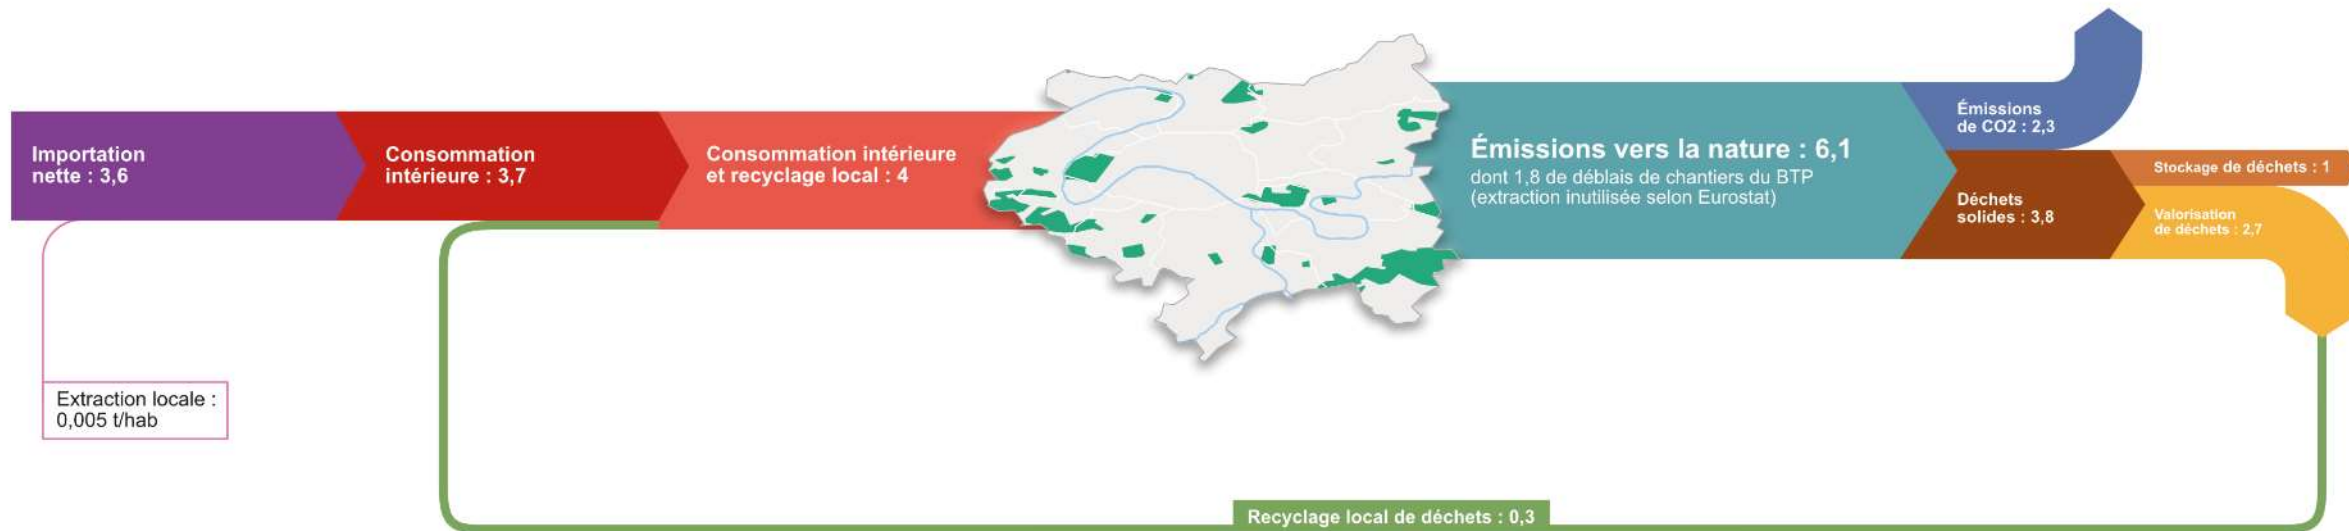 Importation
nette : 3,6
Consommation
intérieure : 3,7
Consommation intérieure
et recyclage local : 4
Émissions vers la nature : 6,1
dont 1,8 de déblais de chantiers du BTP
(extraction inutilisée selon Eurostat)
Émissions
de CO2 : 2,3
Déchets
solides : 3,8
Stockage de déchets : 1
Valorisation
de déchets : 2,7
Extraction locale :
0,005 t/hab
Recyclage local de déchets : 0,3